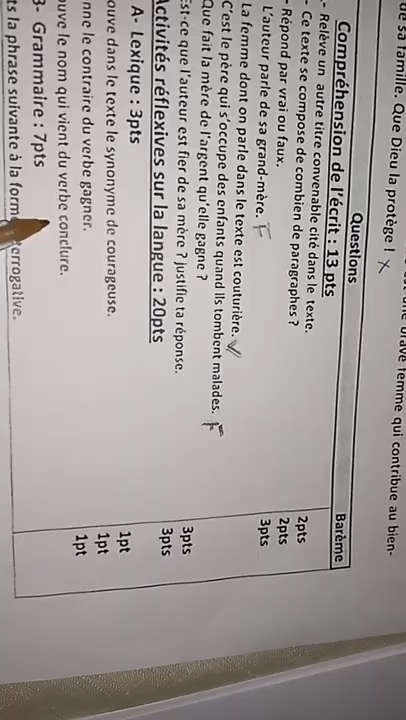 de sa famille. Que Dieu la protège ! X
une brave femme qui contribue au bien-
Questions
Barème
Compréhension de l'écrit : 13 pts
- Relève un autre titre convenable cité dans le texte. 2pts
- Ce texte se compose de combien de paragraphes ? 2pts
- Répond par vrai ou faux. 3pts
L'auteur parle de sa grand-mère. F
La femme dont on parle dans le texte est couturière. ✓
C'est le père qui s'occupe des enfants quand ils tombent malades. F
Que fait la mère de l'argent qu'elle gagne ? 3pts
Est-ce que l'auteur est fier de sa mère ? justifie ta réponse. 3pts
Activités réflexives sur la langue : 20pts
A- Lexique : 3pts
ouve dans le texte le synonyme de courageuse. 1pt
nne le contraire du verbe gagner. 1pt
ouve le nom qui vient du verbe conclure. 1pt
3- Grammaire : 7pts
ts la phrase suivante à la forme terrogative.